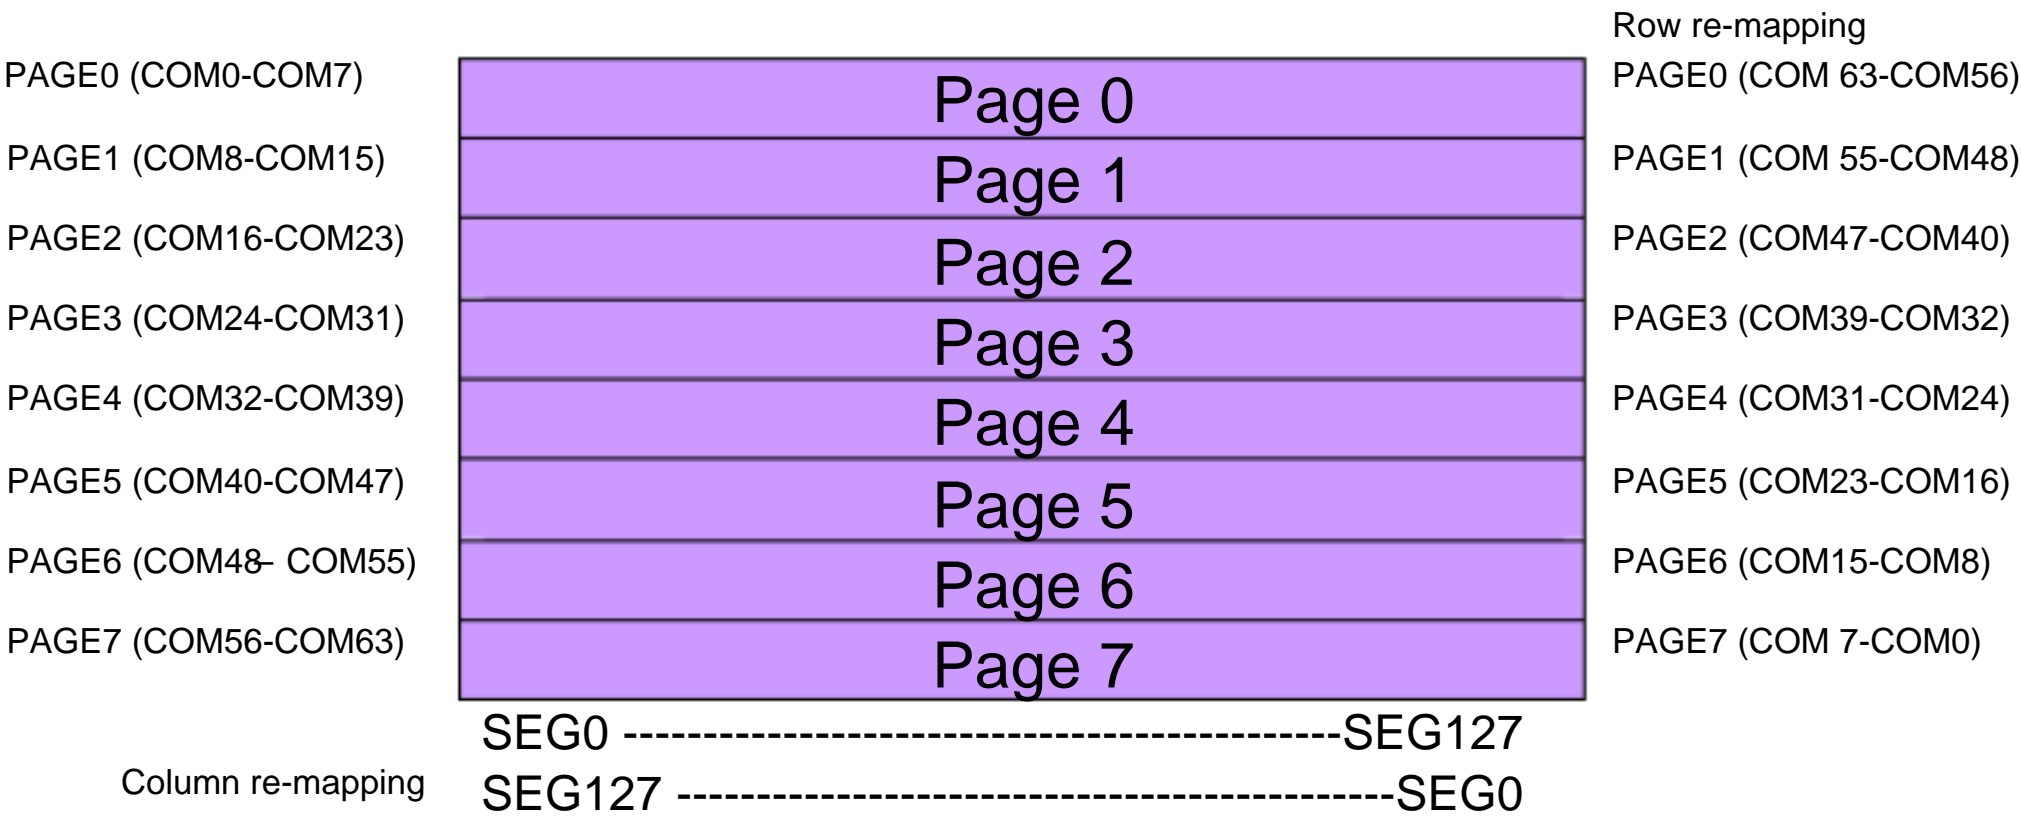 Row re-mapping
PAGE0 (COM0-COM7) Page 0 PAGE0 (COM 63-COM56)
PAGE1 (COM8-COM15) Page 1 PAGE1 (COM 55-COM48)
PAGE2 (COM16-COM23) Page 2 PAGE2 (COM47-COM40)
PAGE3 (COM24-COM31) Page 3 PAGE3 (COM39-COM32)
PAGE4 (COM32-COM39) Page 4 PAGE4 (COM31-COM24)
PAGE5 (COM40-COM47) Page 5 PAGE5 (COM23-COM16)
PAGE6 (COM48– COM55) Page 6 PAGE6 (COM15-COM8)
PAGE7 (COM56-COM63) Page 7 PAGE7 (COM 7-COM0)
SEG0 ---------------------------------------------SEG127
Column re-mapping SEG127 ---------------------------------------------SEG0